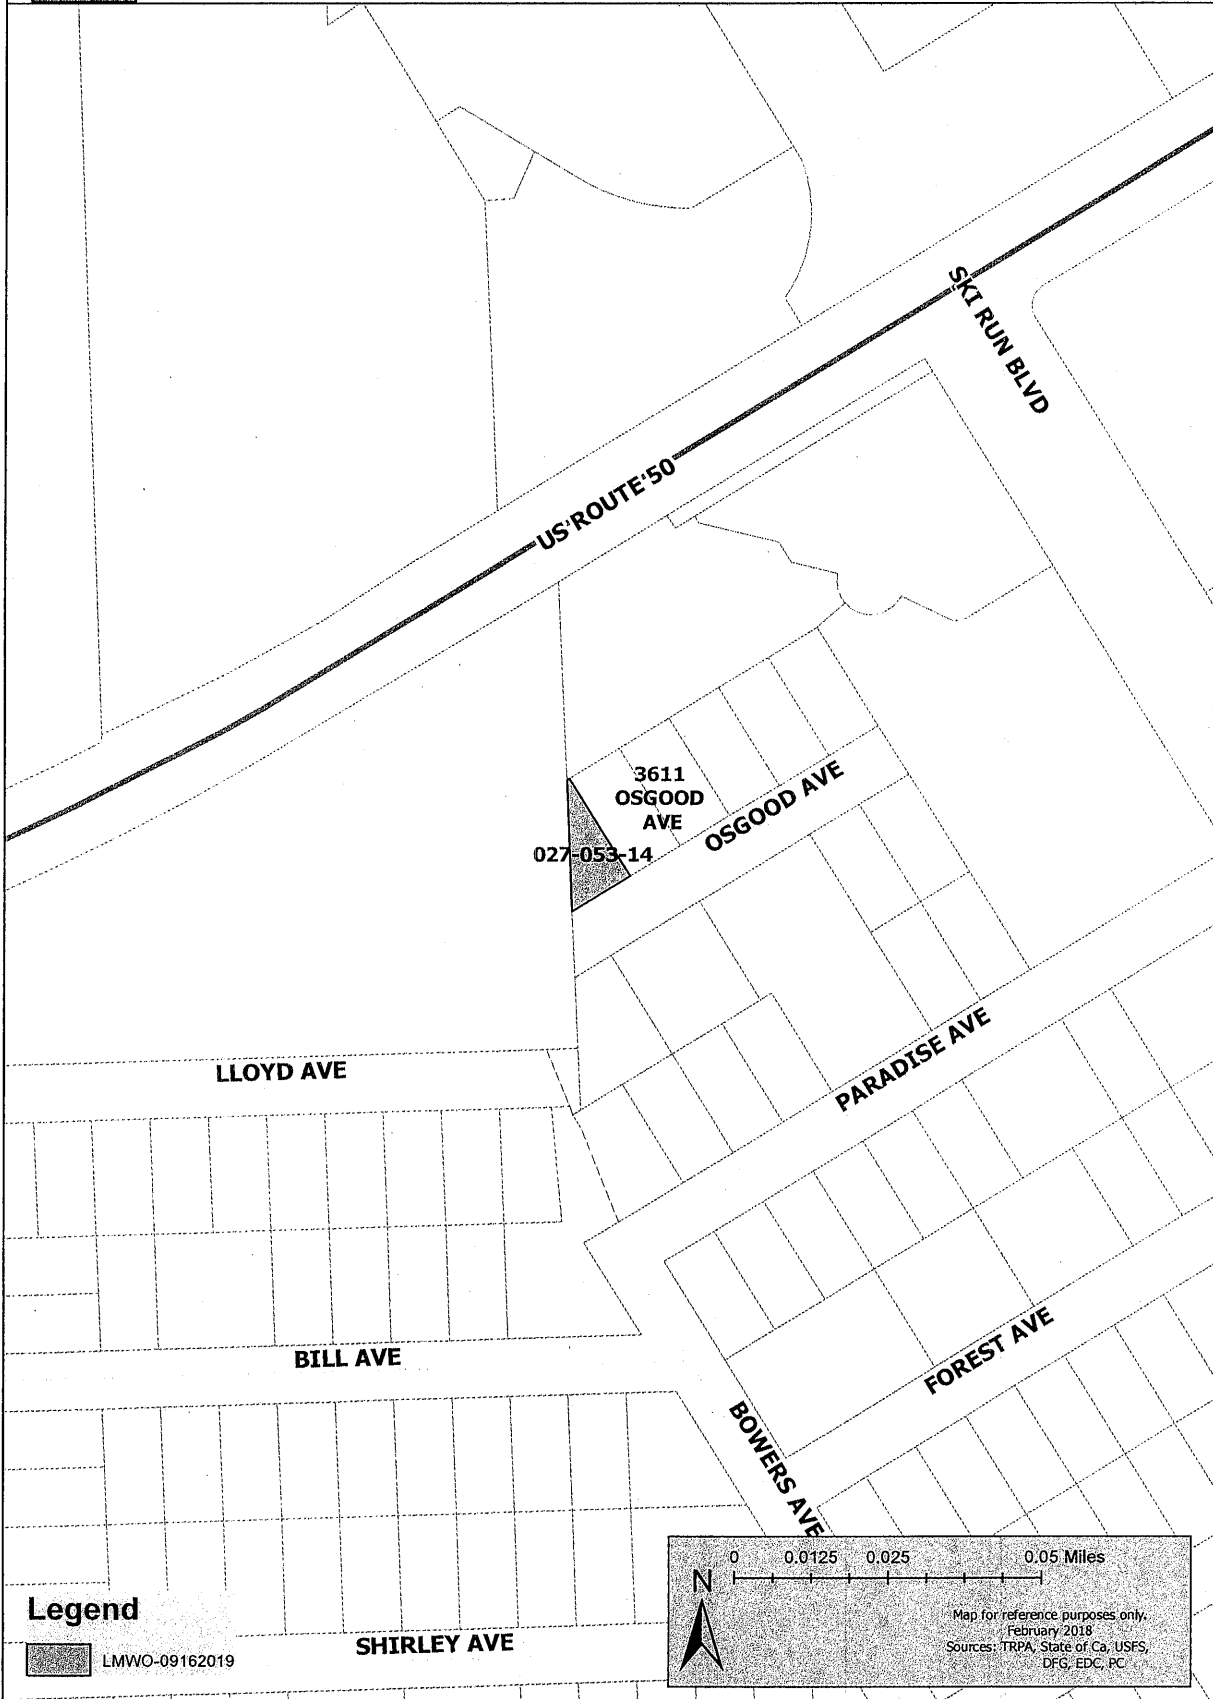 SKI RUN BLVD
US ROUTE 50
3611
OSGOOD
AVE
OSGOOD AVE
027-053-14
PARADISE AVE
LLOYD AVE
BILL AVE
FOREST AVE
BOWERS AVE
SHIRLEY AVE
Legend
LMWO-09162019
0 0.0125 0.025 0.05 Miles
N
Map for reference purposes only.
February 2018
Sources: TRPA, State of Ca, USFS,
DFG, EDC, PC